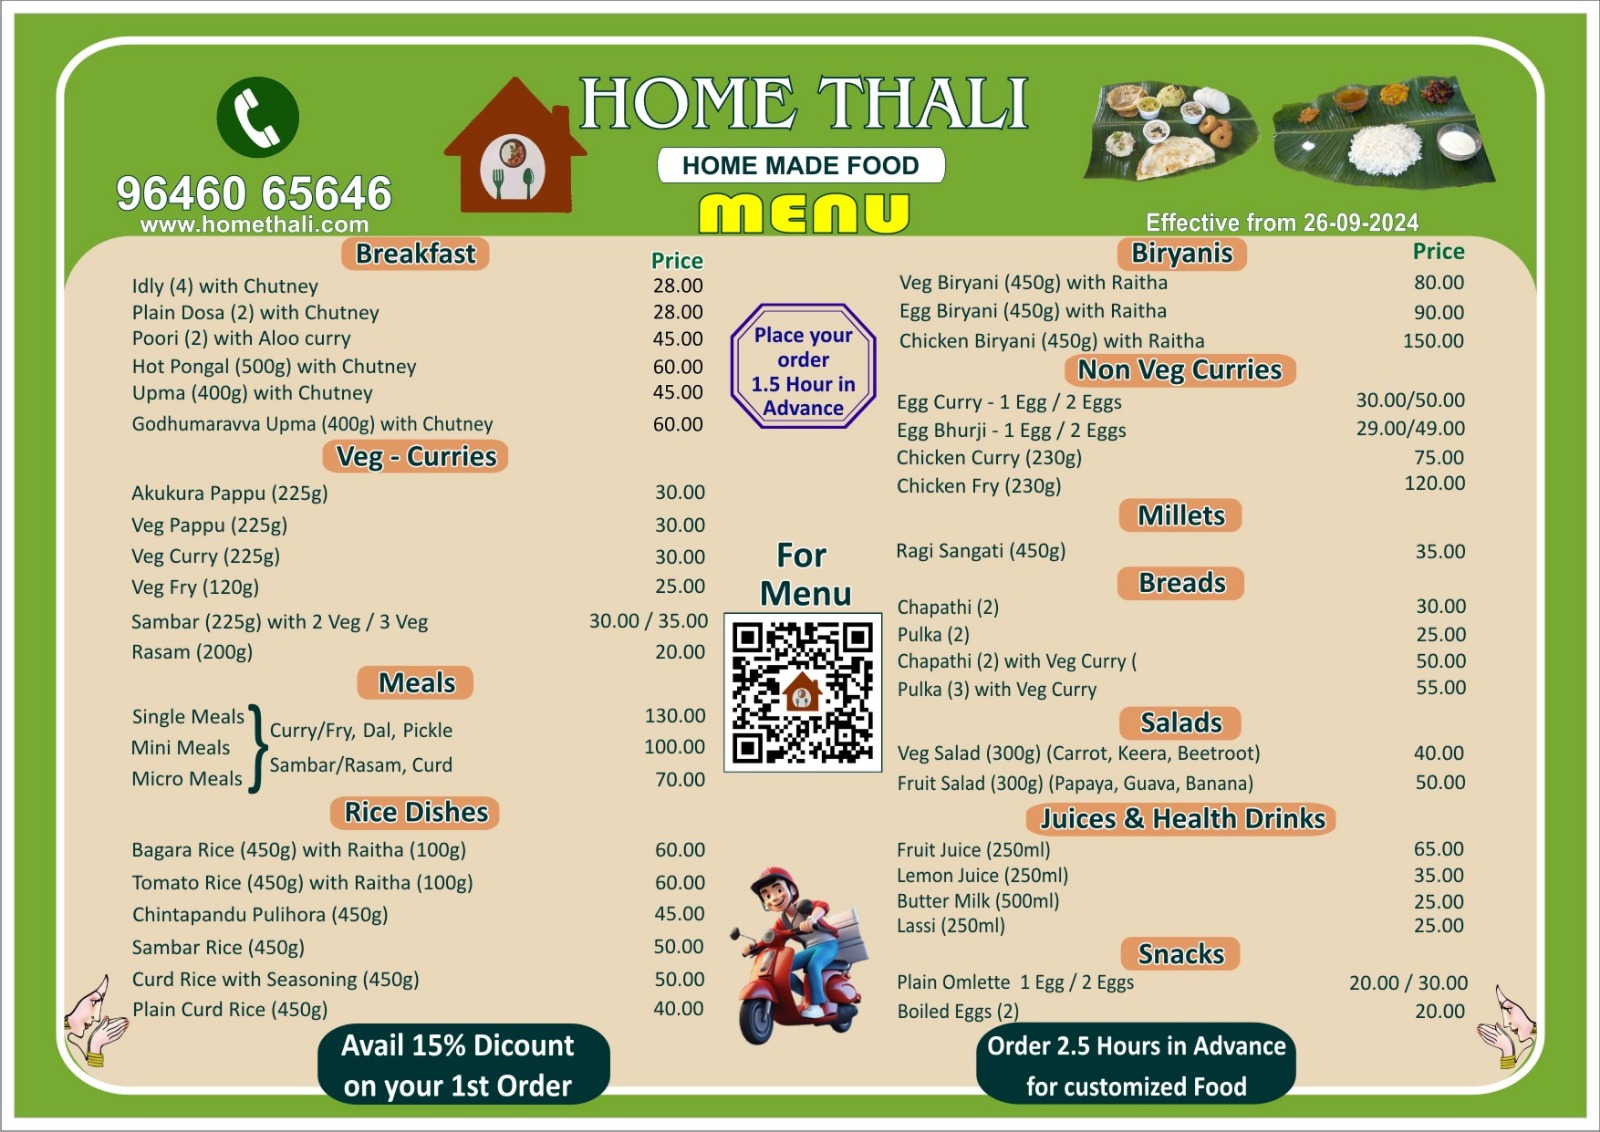 96460 65646
www.homethali.com
HOME THALI
HOME MADE FOOD
MENU
Effective from 26-09-2024
Breakfast
Price
Idly (4) with Chutney 28.00
Plain Dosa (2) with Chutney 28.00
Poori (2) with Aloo curry 45.00
Hot Pongal (500g) with Chutney 60.00
Upma (400g) with Chutney 45.00
Godhumaravva Upma (400g) with Chutney 60.00
Veg - Curries
Akukura Pappu (225g) 30.00
Veg Pappu (225g) 30.00
Veg Curry (225g) 30.00
Veg Fry (120g) 25.00
Sambar (225g) with 2 Veg / 3 Veg 30.00 / 35.00
Rasam (200g) 20.00
Meals
Single Meals 130.00
Curry/Fry, Dal, Pickle
Mini Meals 100.00
Sambar/Rasam, Curd
Micro Meals 70.00
Rice Dishes
Bagara Rice (450g) with Raitha (100g) 60.00
Tomato Rice (450g) with Raitha (100g) 60.00
Chintapandu Pulihora (450g) 45.00
Sambar Rice (450g) 50.00
Curd Rice with Seasoning (450g) 50.00
Plain Curd Rice (450g) 40.00
Avail 15% Dicount
on your 1st Order
Place your
order
1.5 Hour in
Advance
For
Menu
Biryanis
Price
Veg Biryani (450g) with Raitha 80.00
Egg Biryani (450g) with Raitha 90.00
Chicken Biryani (450g) with Raitha 150.00
Non Veg Curries
Egg Curry - 1 Egg / 2 Eggs 30.00/50.00
Egg Bhurji - 1 Egg / 2 Eggs 29.00/49.00
Chicken Curry (230g) 75.00
Chicken Fry (230g) 120.00
Millets
Ragi Sangati (450g) 35.00
Breads
Chapathi (2) 30.00
Pulka (2) 25.00
Chapathi (2) with Veg Curry ( 50.00
Pulka (3) with Veg Curry 55.00
Salads
Veg Salad (300g) (Carrot, Keera, Beetroot) 40.00
Fruit Salad (300g) (Papaya, Guava, Banana) 50.00
Juices & Health Drinks
Fruit Juice (250ml) 65.00
Lemon Juice (250ml) 35.00
Butter Milk (500ml) 25.00
Lassi (250ml) 25.00
Snacks
Plain Omlette 1 Egg / 2 Eggs 20.00 / 30.00
Boiled Eggs (2) 20.00
Order 2.5 Hours in Advance
for customized Food